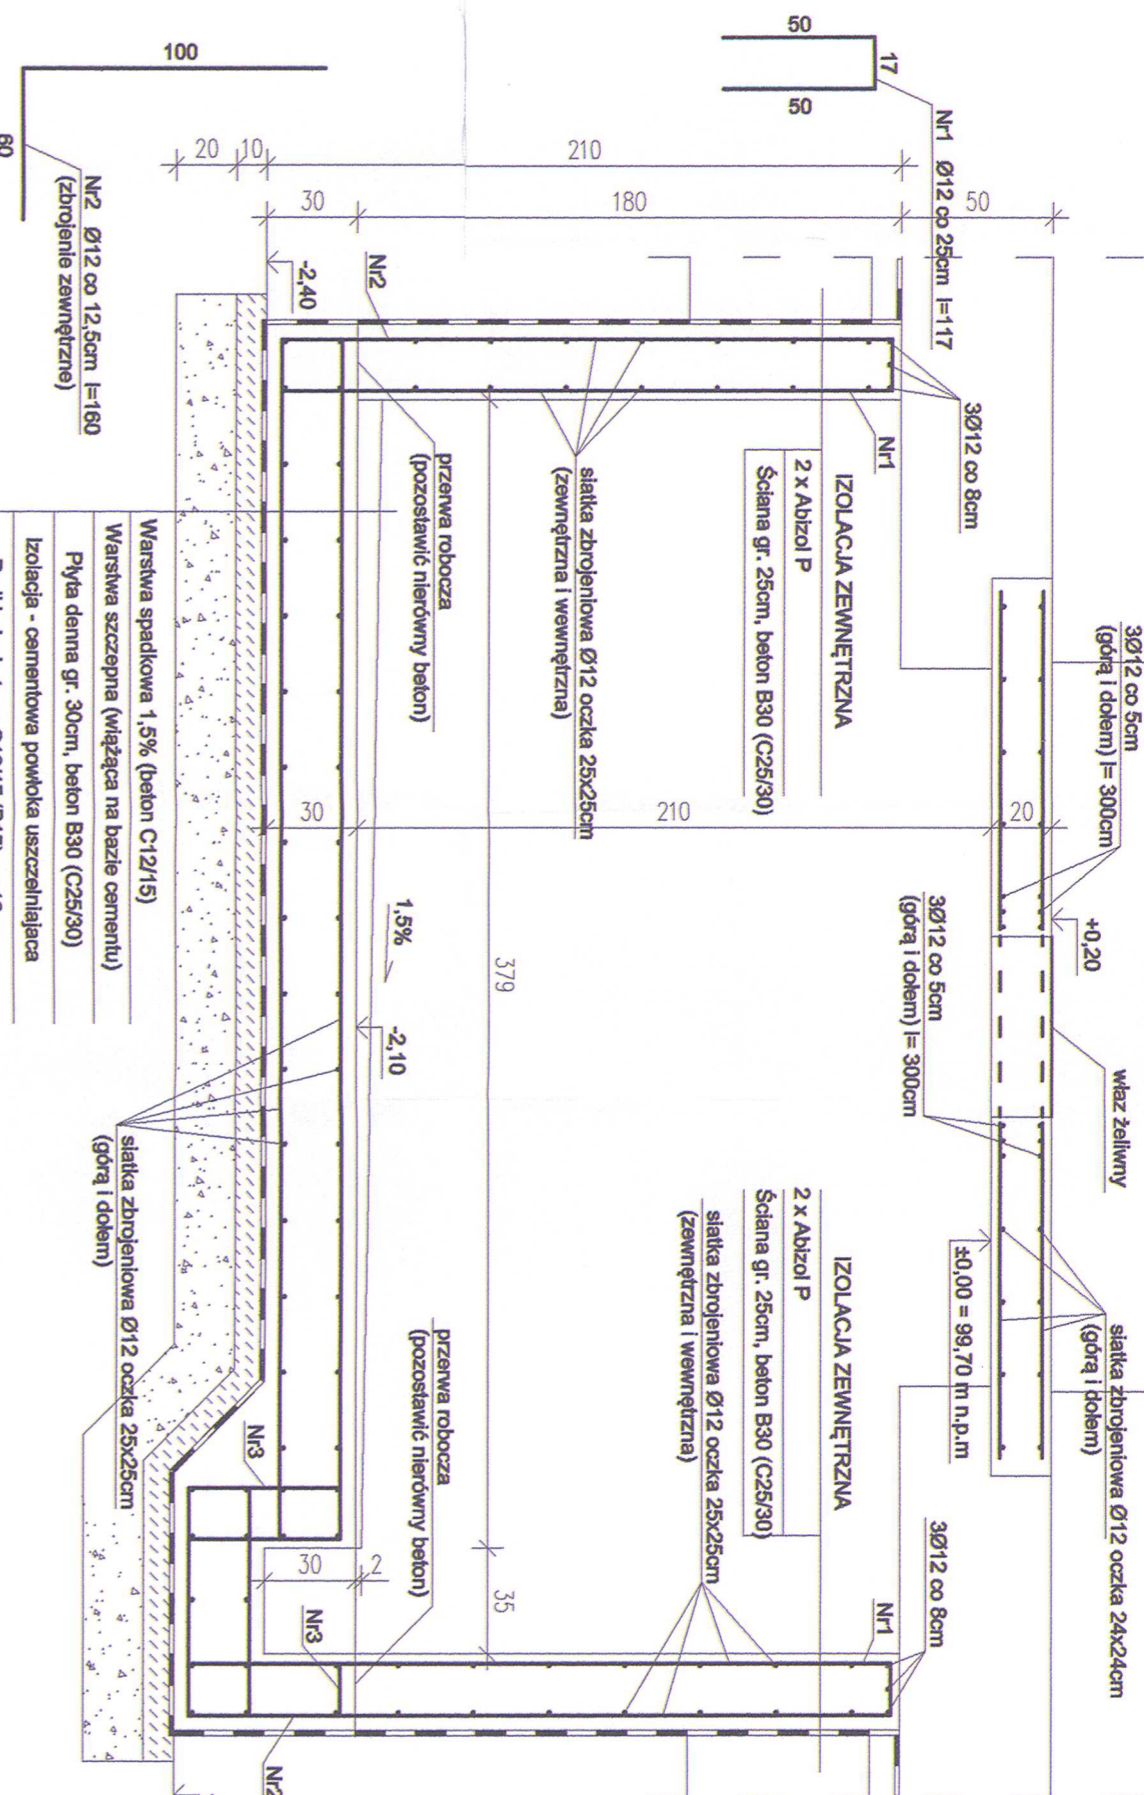 50
17
50
Nr1 Ø12 co 25cm l=117
100
60
Nr2 Ø12 co 12,5cm l=160
(zbrojenie zewnętrzne)
20
10
210
30
180
50
-2,40
Nr2
3Ø12 co 8cm
Nr1
IZOLACJA ZEWNĘTRZNA
2 x Abizol P
Ściana gr. 25cm, beton B30 (C25/30)
siatka zbrojeniowa Ø12 oczka 25x25cm
(zewnętrzna i wewnętrzna)
przerwa robocza
(pozostawić nierówny beton)
3Ø12 co 5cm
(górą i dołem) l= 300cm
30
210
20
+0,20
3Ø12 co 5cm
(górą i dołem) l= 300cm
właz żeliwny
1,5%
379
-2,10
Warstwa spadkowa 1,5% (beton C12/15)
Warstwa szczepna (wiążąca na bazie cementu)
Płyta denna gr. 30cm, beton B30 (C25/30)
Izolacja - cementowa powłoka uszczelniajaca
siatka zbrojeniowa Ø12 oczka 25x25cm
(górą i dołem)
±0,00 = 99,70 m n.p.m
siatka zbrojeniowa Ø12 oczka 24x24cm
(górą i dołem)
IZOLACJA ZEWNĘTRZNA
2 x Abizol P
Ściana gr. 25cm, beton B30 (C25/30)
siatka zbrojeniowa Ø12 oczka 25x25cm
(zewnętrzna i wewnętrzna)
przerwa robocza
(pozostawić nierówny beton)
Nr3
30
2
35
Nr3
Nr1
3Ø12 co 8cm
Nr2